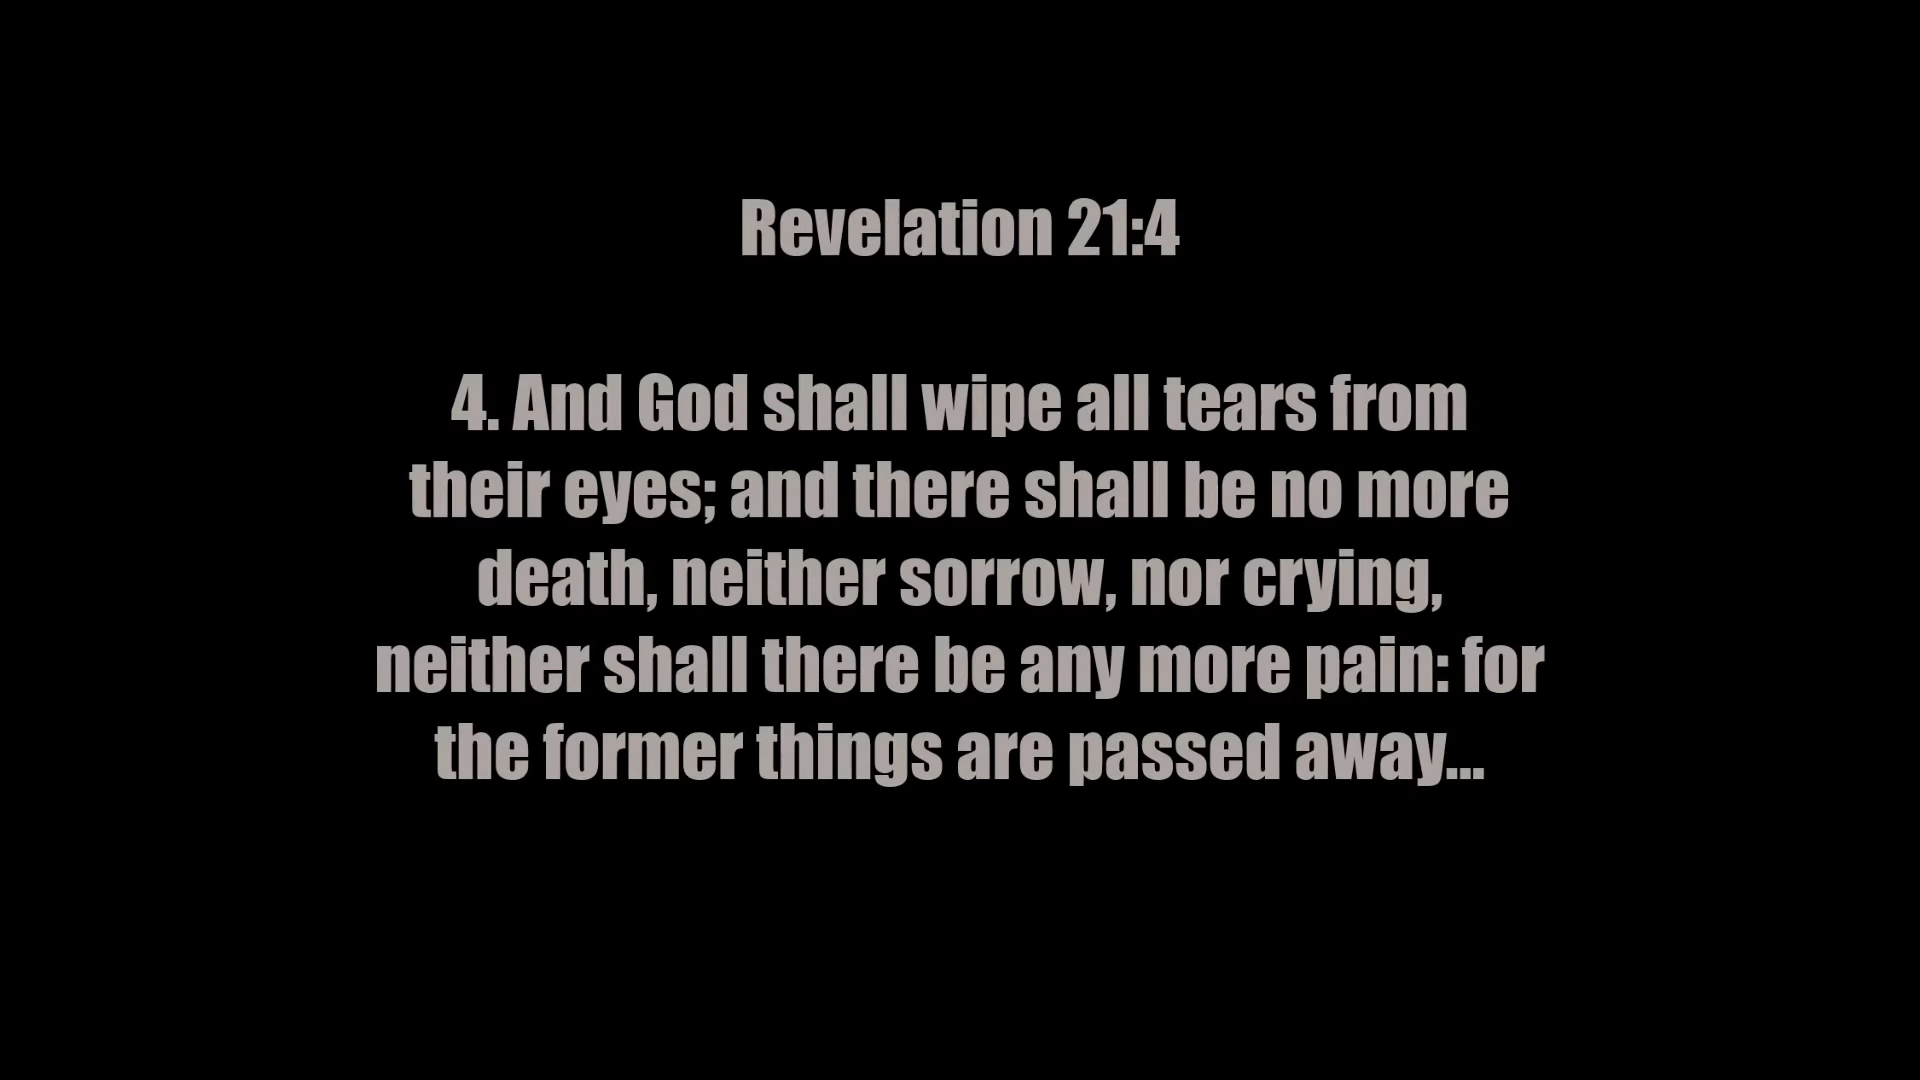 Revelation 21:4
4. And God shall wipe all tears from
their eyes; and there shall be no more
death, neither sorrow, nor crying,
neither shall there be any more pain: for
the former things are passed away...